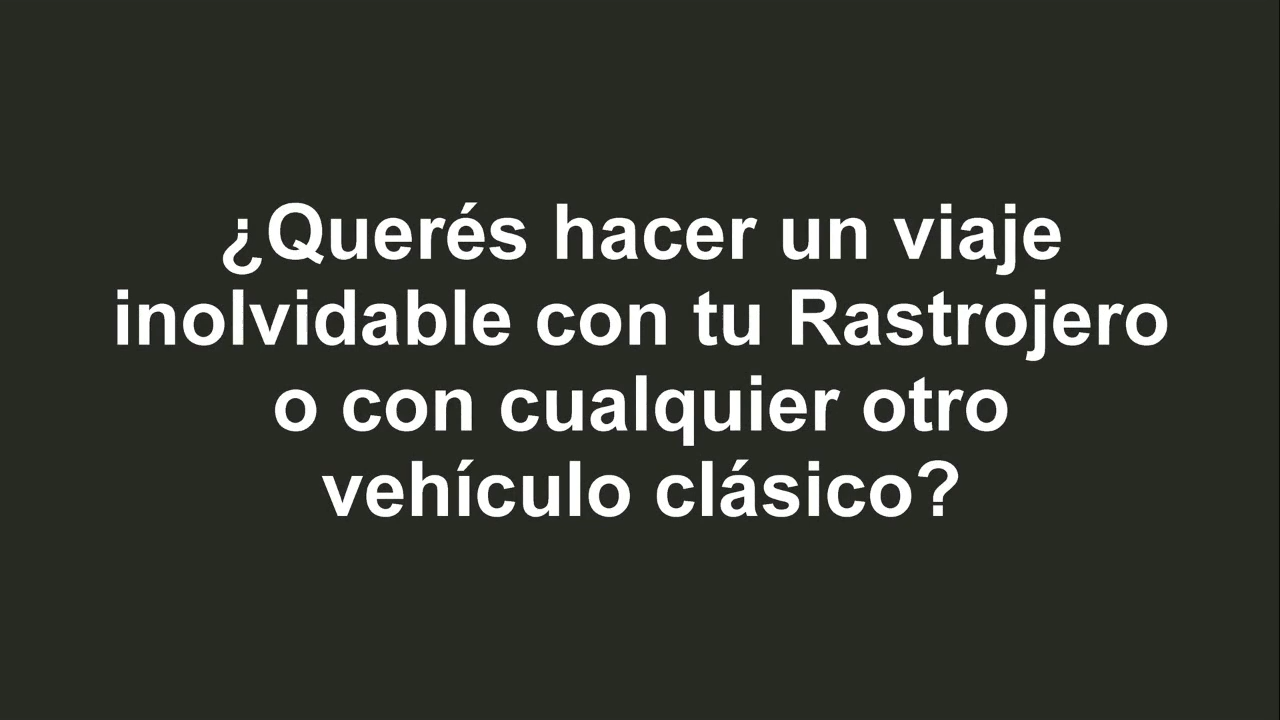 ¿Querés hacer un viaje
inolvidable con tu Rastrojero
o con cualquier otro
vehículo clásico?